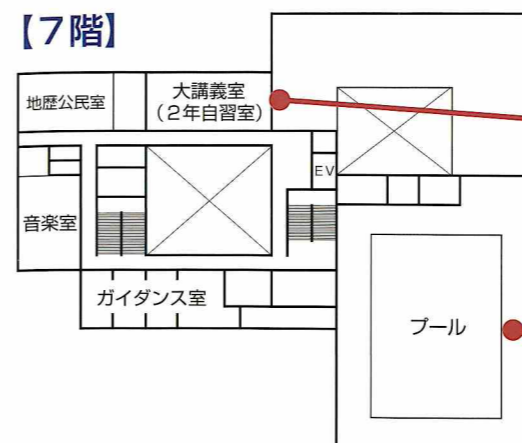 【7階】
地歴公民室
大講義室
（2年自習室）
EV
音楽室
ガイダンス室
プール